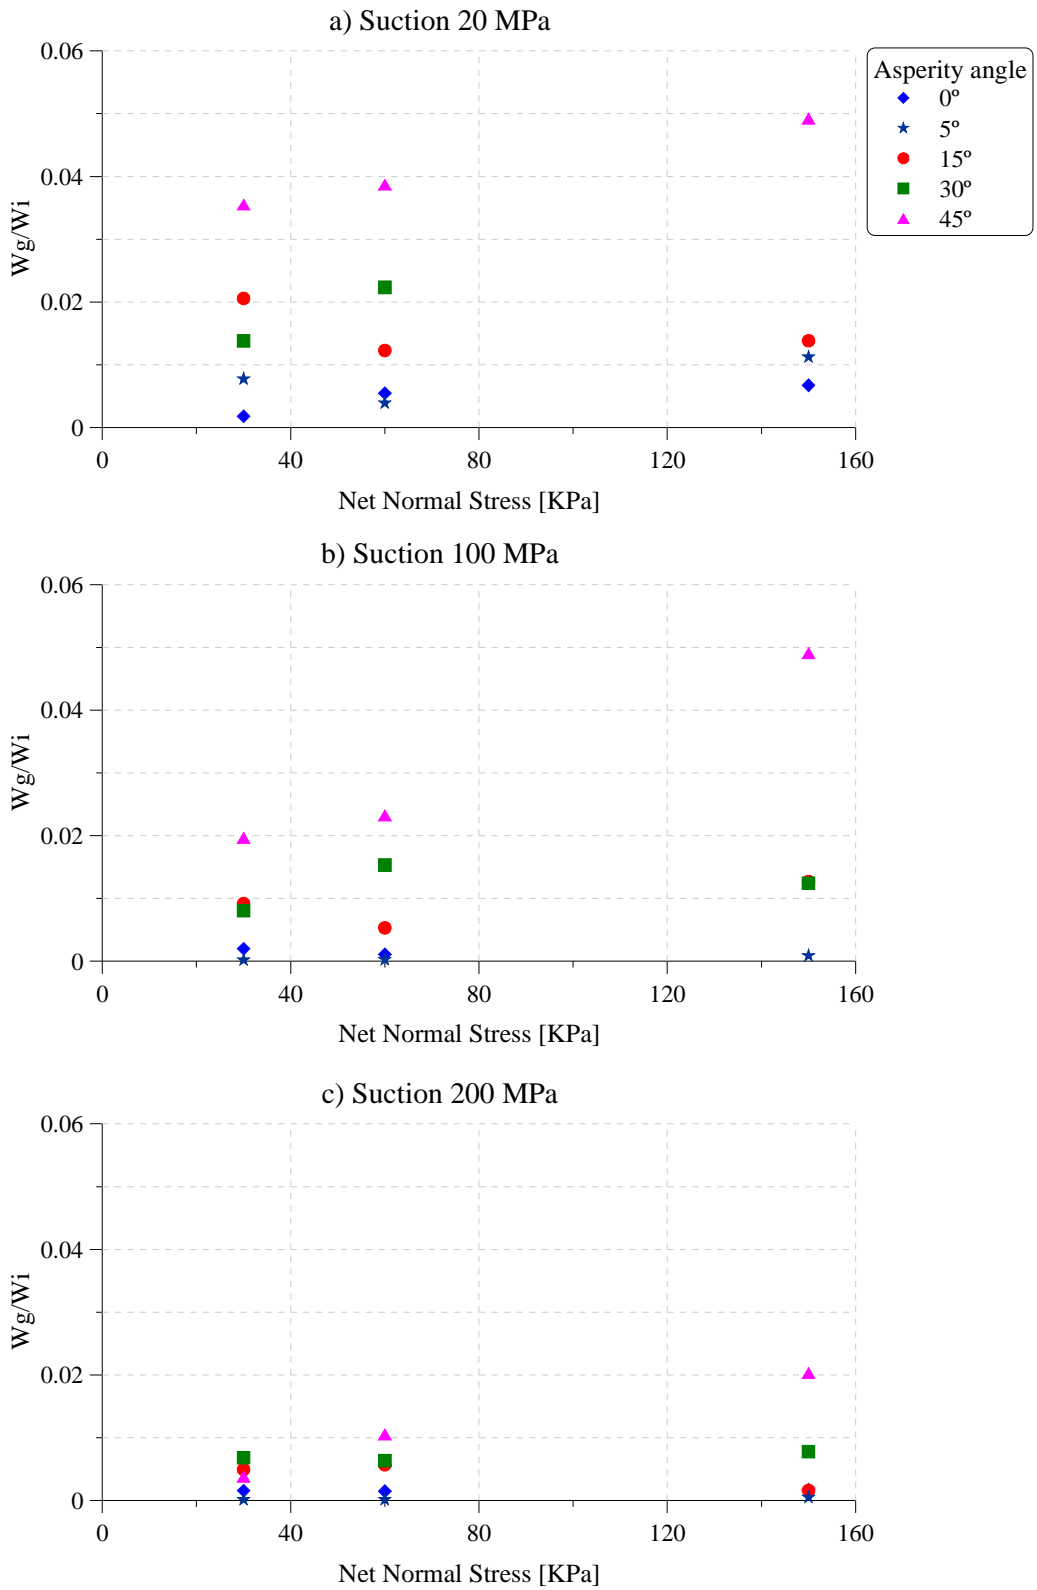 a) Suction 20 MPa
0.06
0.04
0.02
0
Wg/Wi
0 40 80 120 160
Net Normal Stress [KPa]
Asperity angle
0º
5º
15º
30º
45º
b) Suction 100 MPa
0.06
0.04
0.02
0
Wg/Wi
0 40 80 120 160
Net Normal Stress [KPa]
c) Suction 200 MPa
0.06
0.04
0.02
0
Wg/Wi
0 40 80 120 160
Net Normal Stress [KPa]